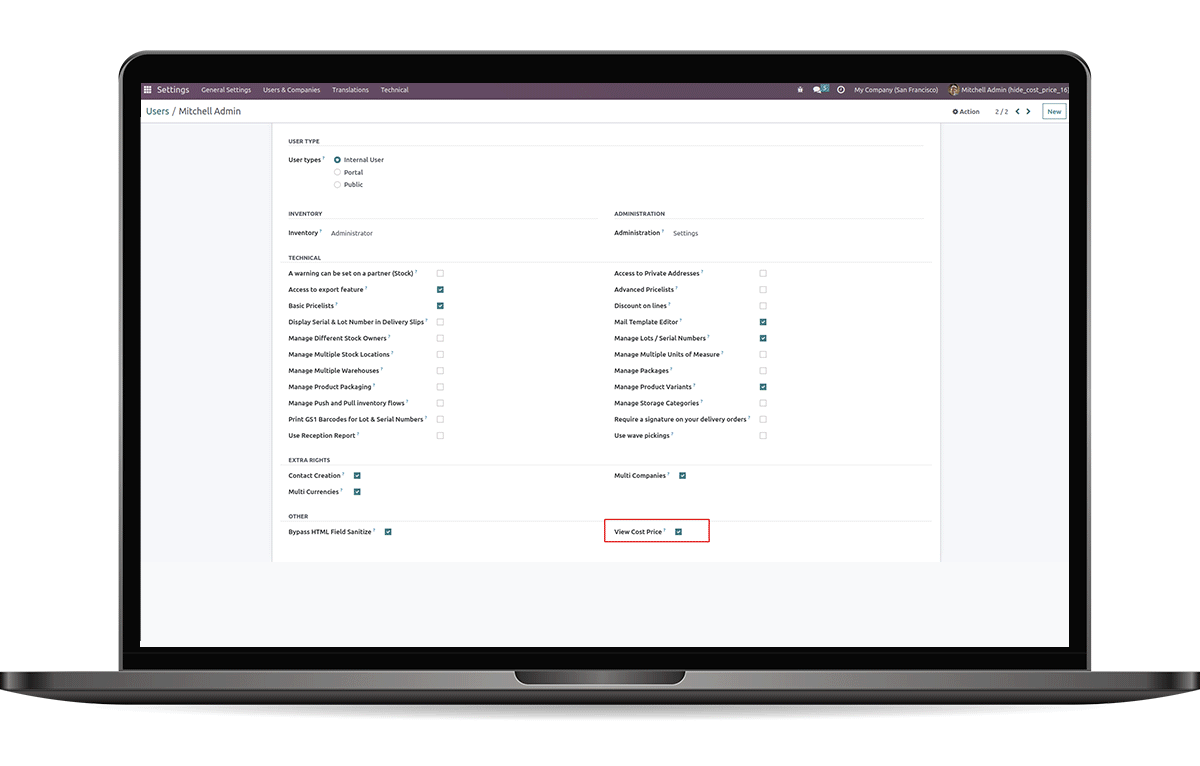 Settings General Settings Users & Companies Translations Technical 5 My Company (San Francisco) Mitchell Admin (hide_cost_price_16)
Users / Mitchell Admin Action 2 / 2 New
USER TYPE
User types ? Internal User
Portal
Public
INVENTORY ADMINISTRATION
Inventory ? Administrator Administration ? Settings
TECHNICAL
A warning can be set on a partner (Stock) ? Access to Private Addresses ?
Access to export feature ? Advanced Pricelists ?
Basic Pricelists ? Discount on lines ?
Display Serial & Lot Number in Delivery Slips ? Mail Template Editor ?
Manage Different Stock Owners ? Manage Lots / Serial Numbers ?
Manage Multiple Stock Locations ? Manage Multiple Units of Measure ?
Manage Multiple Warehouses ? Manage Packages ?
Manage Product Packaging ? Manage Product Variants ?
Manage Push and Pull inventory flows ? Manage Storage Categories ?
Print GS1 Barcodes for Lot & Serial Numbers ? Require a signature on your delivery orders ?
Use Reception Report ? Use wave pickings ?
EXTRA RIGHTS
Contact Creation ? Multi Companies ?
Multi Currencies ?
OTHER
Bypass HTML Field Sanitize ? View Cost Price ?